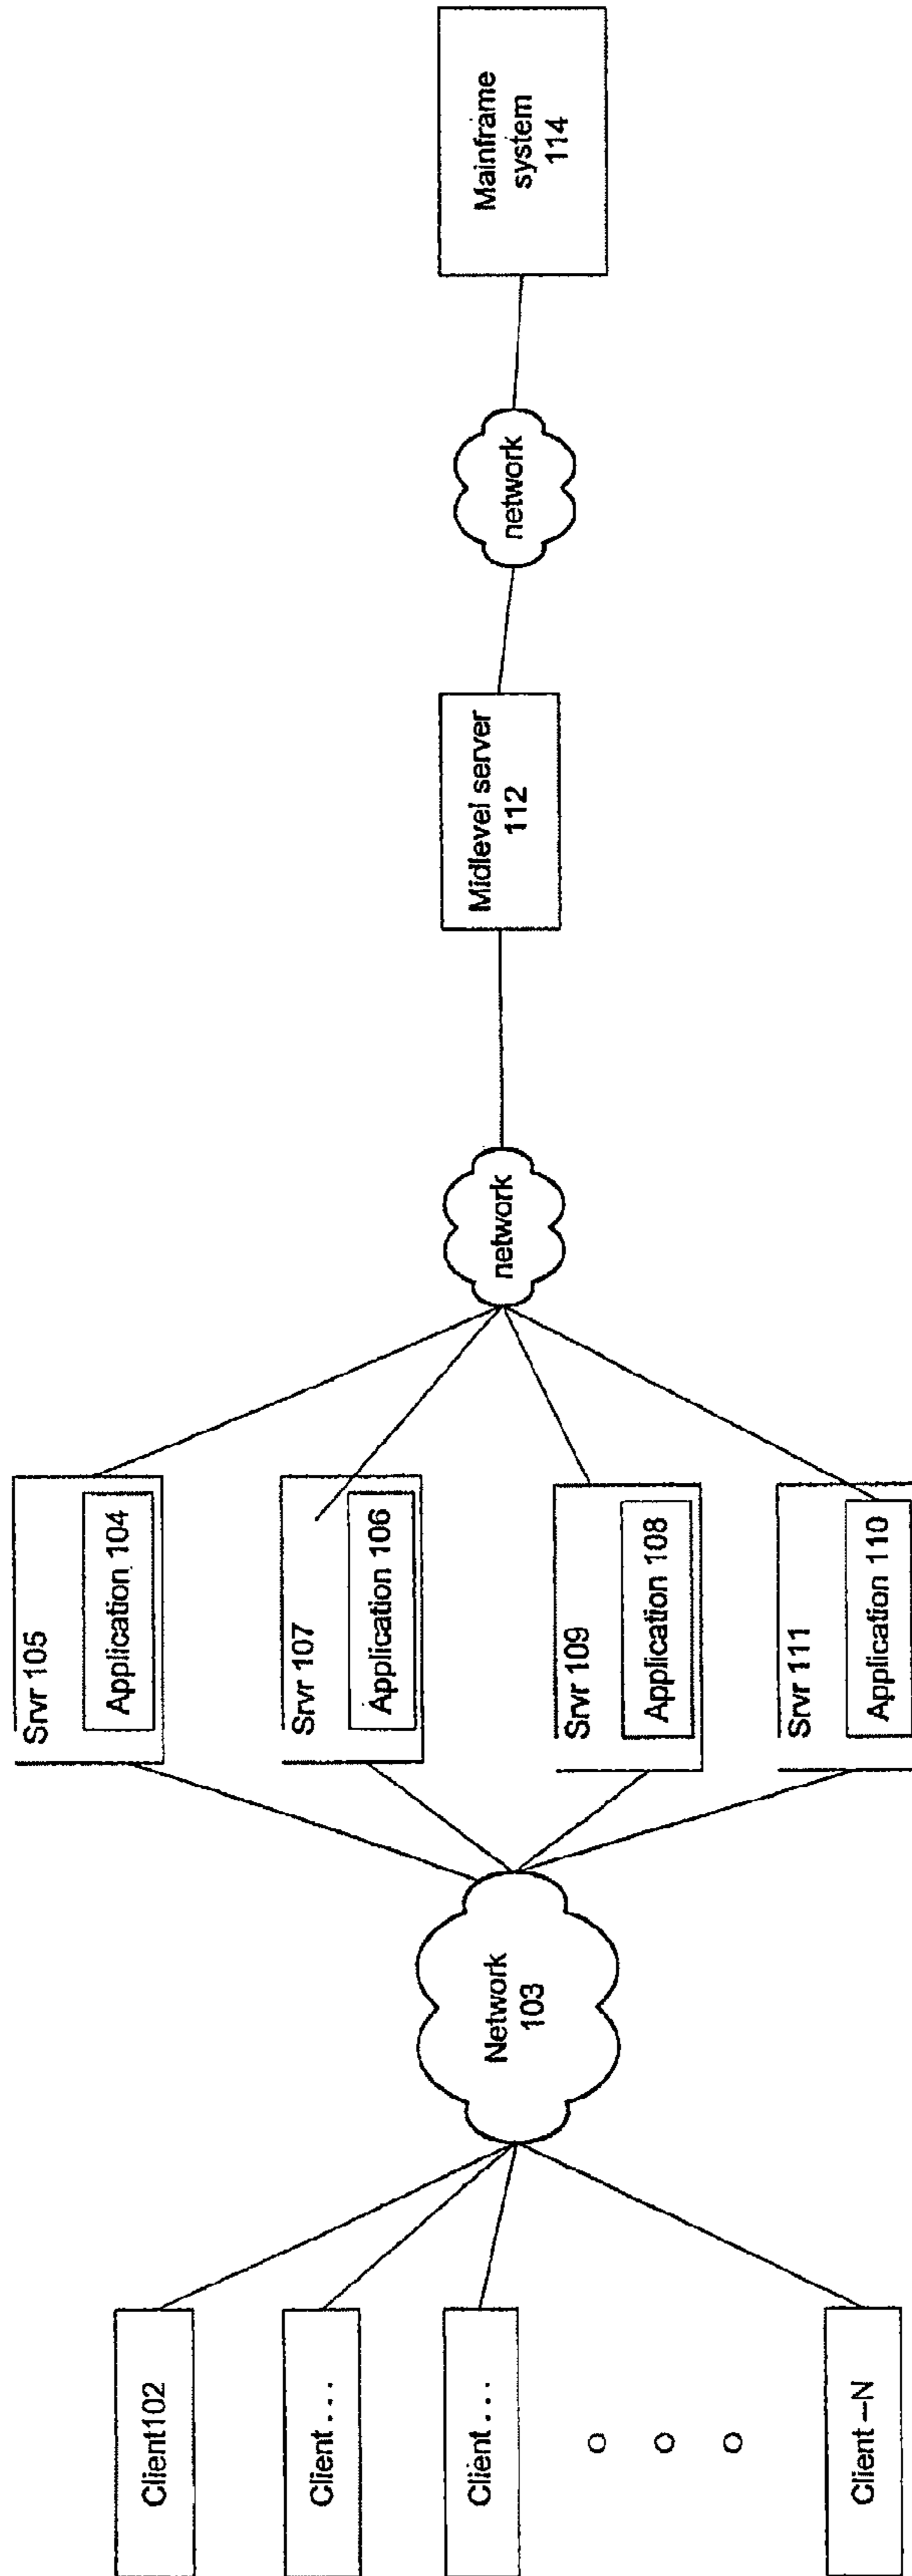 Client102
Client . . .
Client . . .
Client --N
Network
103
Srvr 105
Application 104
Srvr 107
Application 106
Srvr 109
Application 108
Srvr 111
Application 110
network
Midlevel server
112
network
Mainframe
system
114